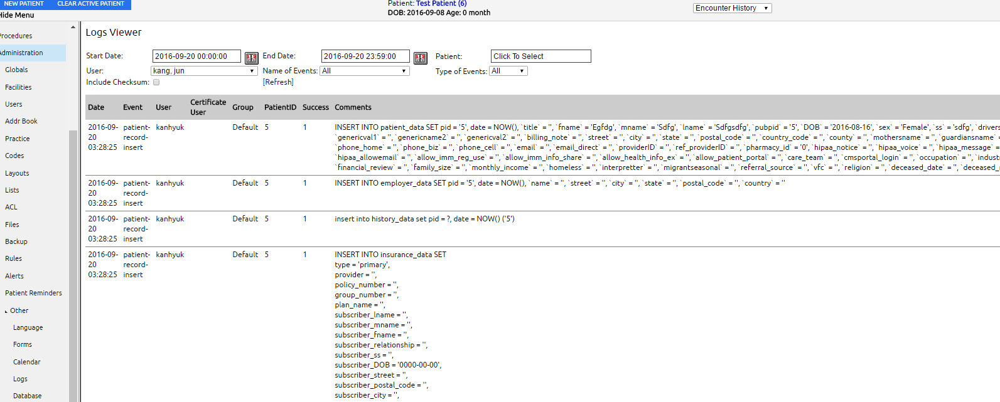 NEW PATIENT CLEAR ACTIVE PATIENT
Hide Menu
Patient: Test Patient (6)
DOB: 2016-09-08 Age: 0 month
Encounter History
Procedures
Administration
Globals
Facilities
Users
Addr Book
Practice
Codes
Layouts
Lists
ACL
Files
Backup
Rules
Alerts
Patient Reminders
Other
Language
Forms
Calendar
Logs
Database
Logs Viewer
Start Date: 2016-09-20 00:00:00 End Date: 2016-09-20 23:59:00 Patient: Click To Select
User: kang, jun Name of Events: All Type of Events: All
Include Checksum: [Refresh]
Date Event User Certificate User Group PatientID Success Comments
2016-09-20 03:28:25 patient-record-insert kanhyuk Default 5 1
INSERT INTO patient_data SET pid = '5', date = NOW(), `title` = '', `fname` = 'Egfdg', `mname` = 'Sdfg', `lname` = 'Sdfgsdfg', `pubpid` = '5', `DOB` = '2016-08-16', `sex` = 'Female', `ss` = 'sdfg', `drivers
`genericval1` = '', `genericname2` = '', `genericval2` = '', `billing_note` = '', `street` = '', `city` = '', `state` = '', `postal_code` = '', `country_code` = '', `county` = '', `mothersname` = '', `guardiansname` =
`phone_home` = '', `phone_biz` = '', `phone_cell` = '', `email` = '', `email_direct` = '', `providerID` = '', `ref_providerID` = '', `pharmacy_id` = '0', `hipaa_notice` = '', `hipaa_voice` = '', `hipaa_message` =
`hipaa_allowemail` = '', `allow_imm_reg_use` = '', `allow_imm_info_share` = '', `allow_health_info_ex` = '', `allow_patient_portal` = '', `care_team` = '', `cmsportal_login` = '', `occupation` = '', `industr
`financial_review` = '', `family_size` = '', `monthly_income` = '', `homeless` = '', `interpretter` = '', `migrantseasonal` = '', `referral_source` = '', `vfc` = '', `religion` = '', `deceased_date` = '', `deceased_r
2016-09-20 03:28:25 patient-record-insert kanhyuk Default 5 1
INSERT INTO employer_data SET pid = '5', date = NOW(), `name` = '', `street` = '', `city` = '', `state` = '', `postal_code` = '', `country` = ''
2016-09-20 03:28:25 patient-record-insert kanhyuk Default 5 1
insert into history_data set pid = ?, date = NOW() ('5')
2016-09-20 03:28:25 patient-record-insert kanhyuk Default 5 1
INSERT INTO insurance_data SET
type = 'primary',
provider = '',
policy_number = '',
group_number = '',
plan_name = '',
subscriber_lname = '',
subscriber_mname = '',
subscriber_fname = '',
subscriber_relationship = '',
subscriber_ss = '',
subscriber_DOB = '0000-00-00',
subscriber_street = '',
subscriber_postal_code = '',
subscriber_city = '',